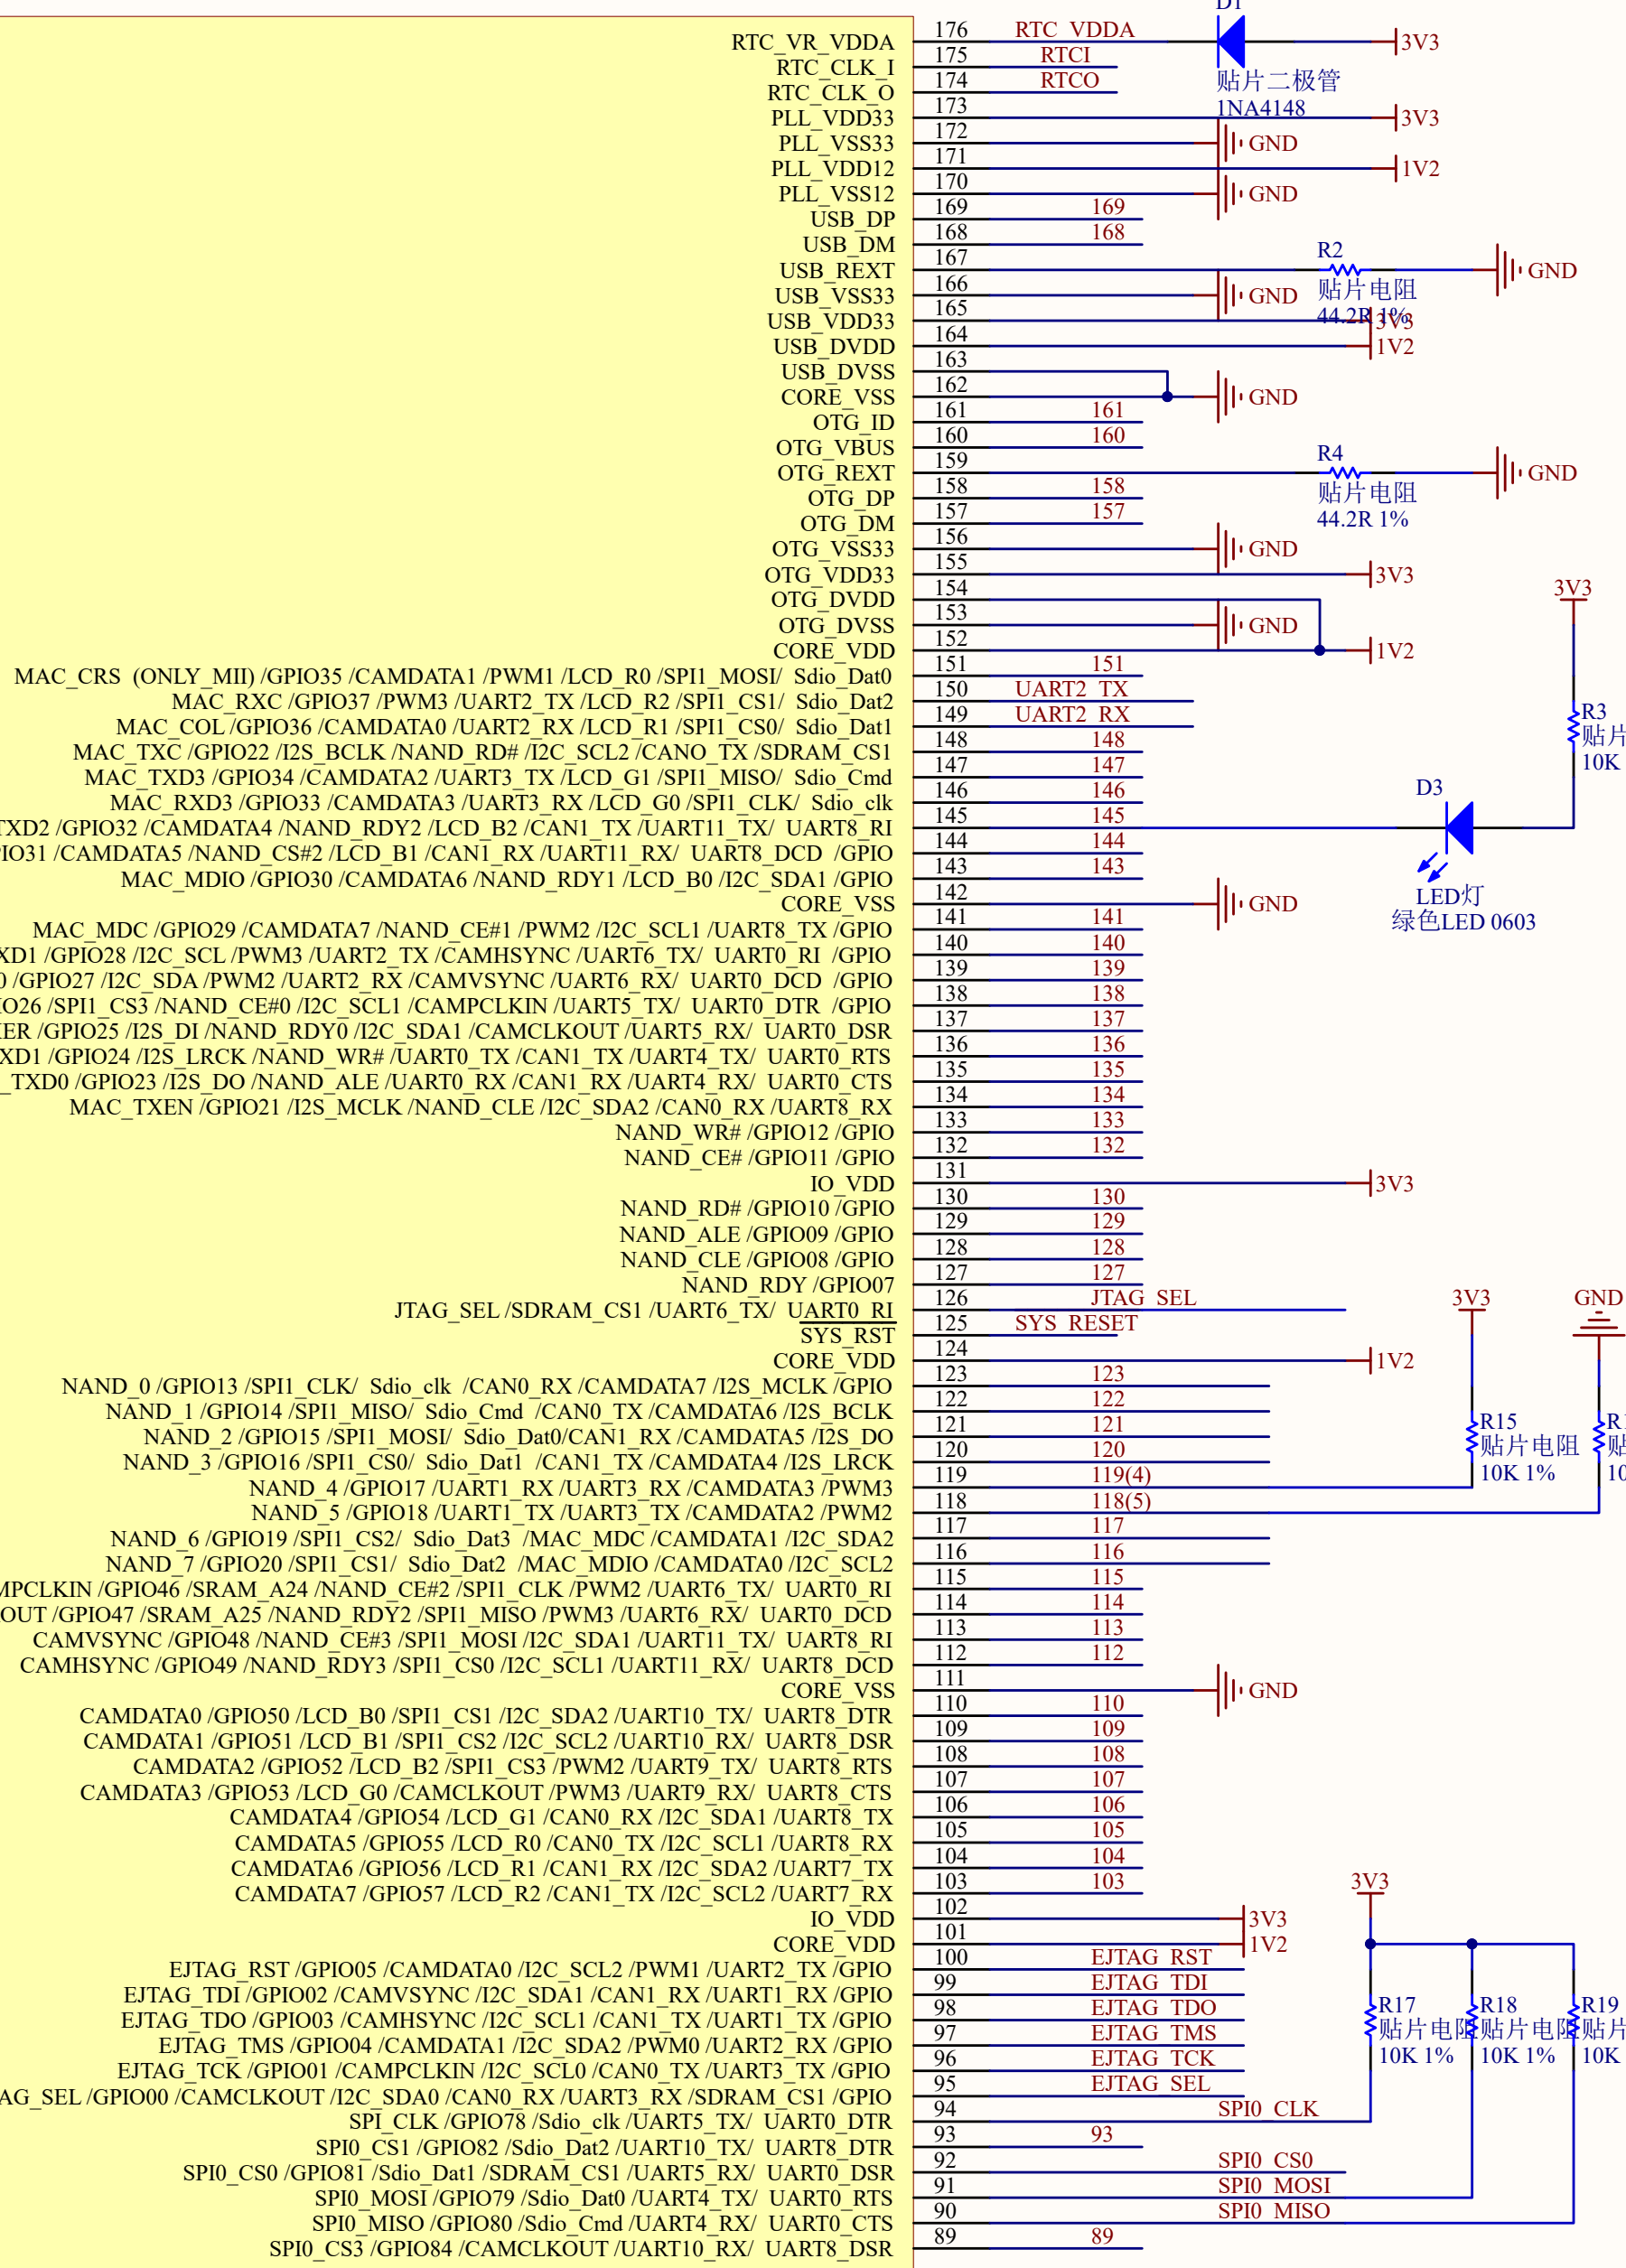 D1
RTC_VR_VDDA 176 RTC_VDDA 3V3
RTC_CLK_I 175 RTCI
RTC_CLK_O 174 RTCO
贴片二极管
1NA4148
PLL_VDD33 173 3V3
PLL_VSS33 172 GND
PLL_VDD12 171 1V2
PLL_VSS12 170 GND
USB_DP 169 169
USB_DM 168 168
USB_REXT 167 R2 GND
贴片电阻
44.2R 1%
USB_VSS33 166 GND
USB_VDD33 165 3V3
USB_DVDD 164 1V2
USB_DVSS 163
CORE_VSS 162 GND
OTG_ID 161 161
OTG_VBUS 160 160
OTG_REXT 159 R4 GND
贴片电阻
44.2R 1%
OTG_DP 158 158
OTG_DM 157 157
OTG_VSS33 156 GND
OTG_VDD33 155 3V3
OTG_DVDD 154
OTG_DVSS 153 GND
CORE_VDD 152 1V2
3V3
R3
贴片
10K
MAC_CRS (ONLY_MII) /GPIO35 /CAMDATA1 /PWM1 /LCD_R0 /SPI1_MOSI/ Sdio_Dat0 151 151
MAC_RXC /GPIO37 /PWM3 /UART2_TX /LCD_R2 /SPI1_CS1/ Sdio_Dat2 150 UART2_TX
MAC_COL /GPIO36 /CAMDATA0 /UART2_RX /LCD_R1 /SPI1_CS0/ Sdio_Dat1 149 UART2_RX
MAC_TXC /GPIO22 /I2S_BCLK /NAND_RD# /I2C_SCL2 /CANO_TX /SDRAM_CS1 148 148
MAC_TXD3 /GPIO34 /CAMDATA2 /UART3_TX /LCD_G1 /SPI1_MISO/ Sdio_Cmd 147 147
MAC_RXD3 /GPIO33 /CAMDATA3 /UART3_RX /LCD_G0 /SPI1_CLK/ Sdio_clk 146 146
TXD2 /GPIO32 /CAMDATA4 /NAND_RDY2 /LCD_B2 /CAN1_TX /UART11_TX/ UART8_RI 145 145
D3
LED灯
绿色LED 0603
IO31 /CAMDATA5 /NAND_CS#2 /LCD_B1 /CAN1_RX /UART11_RX/ UART8_DCD /GPIO 144 144
MAC_MDIO /GPIO30 /CAMDATA6 /NAND_RDY1 /LCD_B0 /I2C_SDA1 /GPIO 143 143
CORE_VSS 142 GND
MAC_MDC /GPIO29 /CAMDATA7 /NAND_CE#1 /PWM2 /I2C_SCL1 /UART8_TX /GPIO 141 141
XD1 /GPIO28 /I2C_SCL /PWM3 /UART2_TX /CAMHSYNC /UART6_TX/ UART0_RI /GPIO 140 140
0 /GPIO27 /I2C_SDA /PWM2 /UART2_RX /CAMVSYNC /UART6_RX/ UART0_DCD /GPIO 139 139
IO26 /SPI1_CS3 /NAND_CE#0 /I2C_SCL1 /CAMPCLKIN /UART5_TX/ UART0_DTR /GPIO 138 138
ER /GPIO25 /I2S_DI /NAND_RDY0 /I2C_SDA1 /CAMCLKOUT /UART5_RX/ UART0_DSR 137 137
XD1 /GPIO24 /I2S_LRCK /NAND_WR# /UART0_TX /CAN1_TX /UART4_TX/ UART0_RTS 136 136
_TXD0 /GPIO23 /I2S_DO /NAND_ALE /UART0_RX /CAN1_RX /UART4_RX/ UART0_CTS 135 135
MAC_TXEN /GPIO21 /I2S_MCLK /NAND_CLE /I2C_SDA2 /CAN0_RX /UART8_RX 134 134
NAND_WR# /GPIO12 /GPIO 133 133
NAND_CE# /GPIO11 /GPIO 132 132
IO_VDD 131 3V3
NAND_RD# /GPIO10 /GPIO 130 130
NAND_ALE /GPIO09 /GPIO 129 129
NAND_CLE /GPIO08 /GPIO 128 128
NAND_RDY /GPIO07 127 127
JTAG_SEL /SDRAM_CS1 /UART6_TX/ UART0_RI 126 JTAG_SEL
SYS_RST 125 SYS_RESET
CORE_VDD 124 1V2
3V3 GND
NAND_0 /GPIO13 /SPI1_CLK/ Sdio_clk /CAN0_RX /CAMDATA7 /I2S_MCLK /GPIO 123 123
NAND_1 /GPIO14 /SPI1_MISO/ Sdio_Cmd /CAN0_TX /CAMDATA6 /I2S_BCLK 122 122
NAND_2 /GPIO15 /SPI1_MOSI/ Sdio_Dat0/CAN1_RX /CAMDATA5 /I2S_DO 121 121
NAND_3 /GPIO16 /SPI1_CS0/ Sdio_Dat1 /CAN1_TX /CAMDATA4 /I2S_LRCK 120 120
R15
贴片电阻 贴
10K 1% 10
NAND_4 /GPIO17 /UART1_RX /UART3_RX /CAMDATA3 /PWM3 119 119(4)
NAND_5 /GPIO18 /UART1_TX /UART3_TX /CAMDATA2 /PWM2 118 118(5)
NAND_6 /GPIO19 /SPI1_CS2/ Sdio_Dat3 /MAC_MDC /CAMDATA1 /I2C_SDA2 117 117
NAND_7 /GPIO20 /SPI1_CS1/ Sdio_Dat2 /MAC_MDIO /CAMDATA0 /I2C_SCL2 116 116
MPCLKIN /GPIO46 /SRAM_A24 /NAND_CE#2 /SPI1_CLK /PWM2 /UART6_TX/ UART0_RI 115 115
OUT /GPIO47 /SRAM_A25 /NAND_RDY2 /SPI1_MISO /PWM3 /UART6_RX/ UART0_DCD 114 114
CAMVSYNC /GPIO48 /NAND_CE#3 /SPI1_MOSI /I2C_SDA1 /UART11_TX/ UART8_RI 113 113
CAMHSYNC /GPIO49 /NAND_RDY3 /SPI1_CS0 /I2C_SCL1 /UART11_RX/ UART8_DCD 112 112
CORE_VSS 111 GND
CAMDATA0 /GPIO50 /LCD_B0 /SPI1_CS1 /I2C_SDA2 /UART10_TX/ UART8_DTR 110 110
CAMDATA1 /GPIO51 /LCD_B1 /SPI1_CS2 /I2C_SCL2 /UART10_RX/ UART8_DSR 109 109
CAMDATA2 /GPIO52 /LCD_B2 /SPI1_CS3 /PWM2 /UART9_TX/ UART8_RTS 108 108
CAMDATA3 /GPIO53 /LCD_G0 /CAMCLKOUT /PWM3 /UART9_RX/ UART8_CTS 107 107
CAMDATA4 /GPIO54 /LCD_G1 /CAN0_RX /I2C_SDA1 /UART8_TX 106 106
CAMDATA5 /GPIO55 /LCD_R0 /CAN0_TX /I2C_SCL1 /UART8_RX 105 105
CAMDATA6 /GPIO56 /LCD_R1 /CAN1_RX /I2C_SDA2 /UART7_TX 104 104
CAMDATA7 /GPIO57 /LCD_R2 /CAN1_TX /I2C_SCL2 /UART7_RX 103 103
3V3
IO_VDD 102 3V3
CORE_VDD 101 1V2
EJTAG_RST /GPIO05 /CAMDATA0 /I2C_SCL2 /PWM1 /UART2_TX /GPIO 100 EJTAG_RST
EJTAG_TDI /GPIO02 /CAMVSYNC /I2C_SDA1 /CAN1_RX /UART1_RX /GPIO 99 EJTAG_TDI
EJTAG_TDO /GPIO03 /CAMHSYNC /I2C_SCL1 /CAN1_TX /UART1_TX /GPIO 98 EJTAG_TDO
EJTAG_TMS /GPIO04 /CAMDATA1 /I2C_SDA2 /PWM0 /UART2_RX /GPIO 97 EJTAG_TMS
EJTAG_TCK /GPIO01 /CAMPCLKIN /I2C_SCL0 /CAN0_TX /UART3_TX /GPIO 96 EJTAG_TCK
R17 R18 R19
贴片电阻 贴片电阻 贴片
10K 1% 10K 1% 10K
AG_SEL /GPIO00 /CAMCLKOUT /I2C_SDA0 /CAN0_RX /UART3_RX /SDRAM_CS1 /GPIO 95 EJTAG_SEL
SPI_CLK /GPIO78 /Sdio_clk /UART5_TX/ UART0_DTR 94 SPI0_CLK
SPI0_CS1 /GPIO82 /Sdio_Dat2 /UART10_TX/ UART8_DTR 93 93
SPI0_CS0 /GPIO81 /Sdio_Dat1 /SDRAM_CS1 /UART5_RX/ UART0_DSR 92 SPI0_CS0
SPI0_MOSI /GPIO79 /Sdio_Dat0 /UART4_TX/ UART0_RTS 91 SPI0_MOSI
SPI0_MISO /GPIO80 /Sdio_Cmd /UART4_RX/ UART0_CTS 90 SPI0_MISO
SPI0_CS3 /GPIO84 /CAMCLKOUT /UART10_RX/ UART8_DSR 89 89